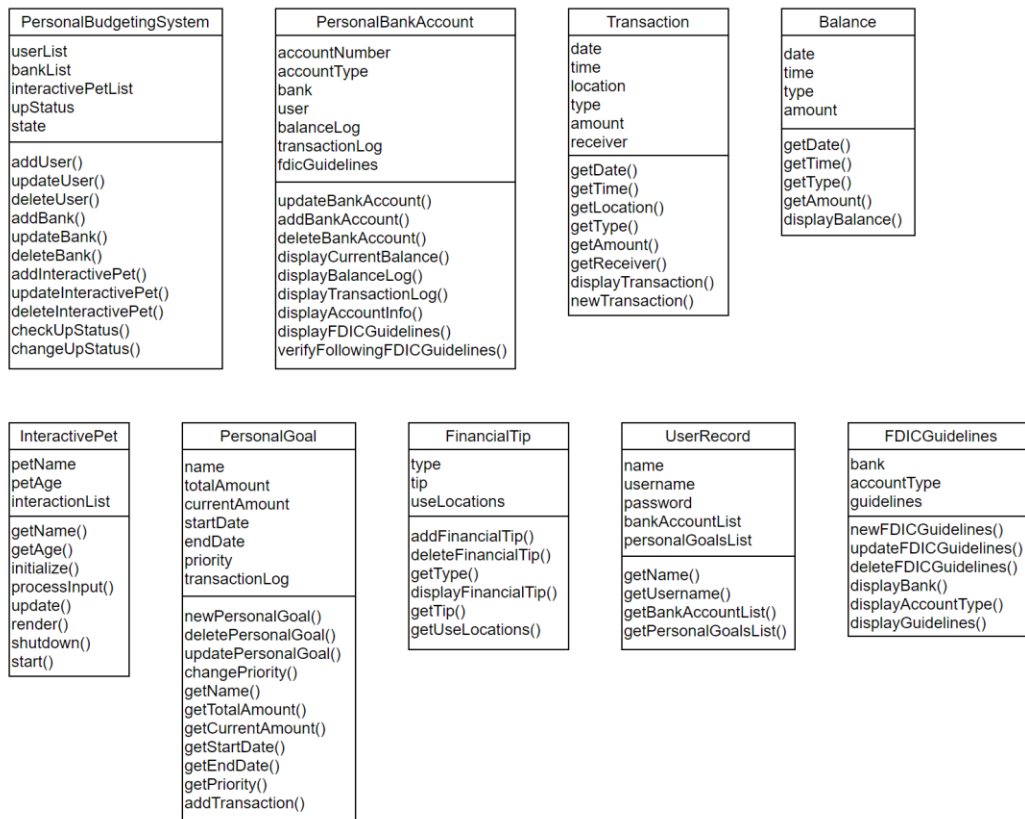 PersonalBudgetingSystem
userList
bankList
interactivePetList
upStatus
state
addUser()
updateUser()
deleteUser()
addBank()
updateBank()
deleteBank()
addInteractivePet()
updateInteractivePet()
deleteInteractivePet()
checkUpStatus()
changeUpStatus()
PersonalBankAccount
accountNumber
accountType
bank
user
balanceLog
transactionLog
fdicGuidelines
updateBankAccount()
addBankAccount()
deleteBankAccount()
displayCurrentBalance()
displayBalanceLog()
displayTransactionLog()
displayAccountInfo()
displayFDICGuidelines()
verifyFollowingFDICGuidelines()
Transaction
date
time
location
type
amount
receiver
getDate()
getTime()
getLocation()
getType()
getAmount()
getReceiver()
displayTransaction()
newTransaction()
Balance
date
time
type
amount
getDate()
getTime()
getType()
getAmount()
displayBalance()
InteractivePet
petName
petAge
interactionList
getName()
getAge()
initialize()
processInput()
update()
render()
shutdown()
start()
PersonalGoal
name
totalAmount
currentAmount
startDate
endDate
priority
transactionLog
newPersonalGoal()
deletePersonalGoal()
updatePersonalGoal()
changePriority()
getName()
getTotalAmount()
getCurrentAmount()
getStartDate()
getEndDate()
getPriority()
addTransaction()
FinancialTip
type
tip
useLocations
addFinancialTip()
deleteFinancialTip()
getType()
displayFinancialTip()
getTip()
getUseLocations()
UserRecord
name
username
password
bankAccountList
personalGoalsList
getName()
getUsername()
getBankAccountList()
getPersonalGoalsList()
FDICGuidelines
bank
accountType
guidelines
newFDICGuidelines()
updateFDICGuidelines()
deleteFDICGuidelines()
displayBank()
displayAccountType()
displayGuidelines()